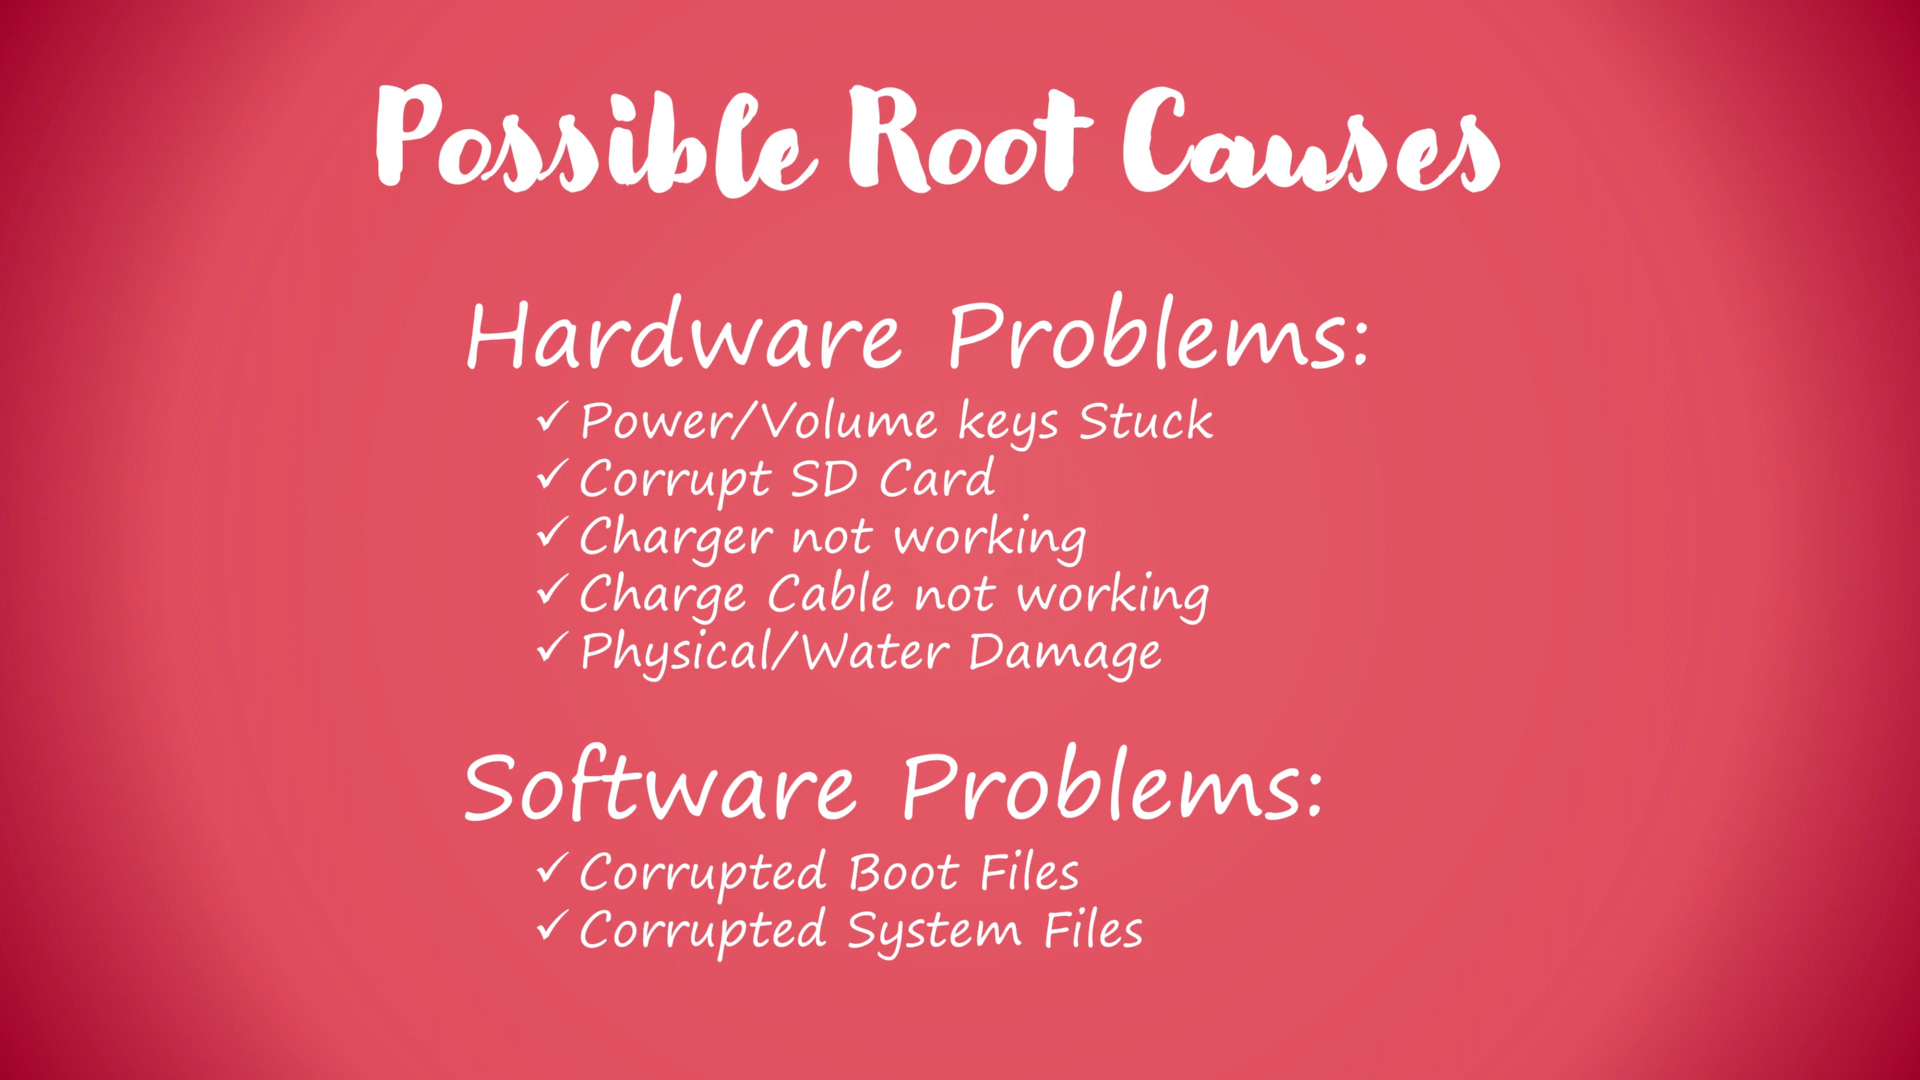 Possible Root Causes
Hardware Problems:
✓ Power/Volume keys Stuck
✓ Corrupt SD Card
✓ Charger not working
✓ Charge Cable not working
✓ Physical/Water Damage
Software Problems:
✓ Corrupted Boot Files
✓ Corrupted System Files